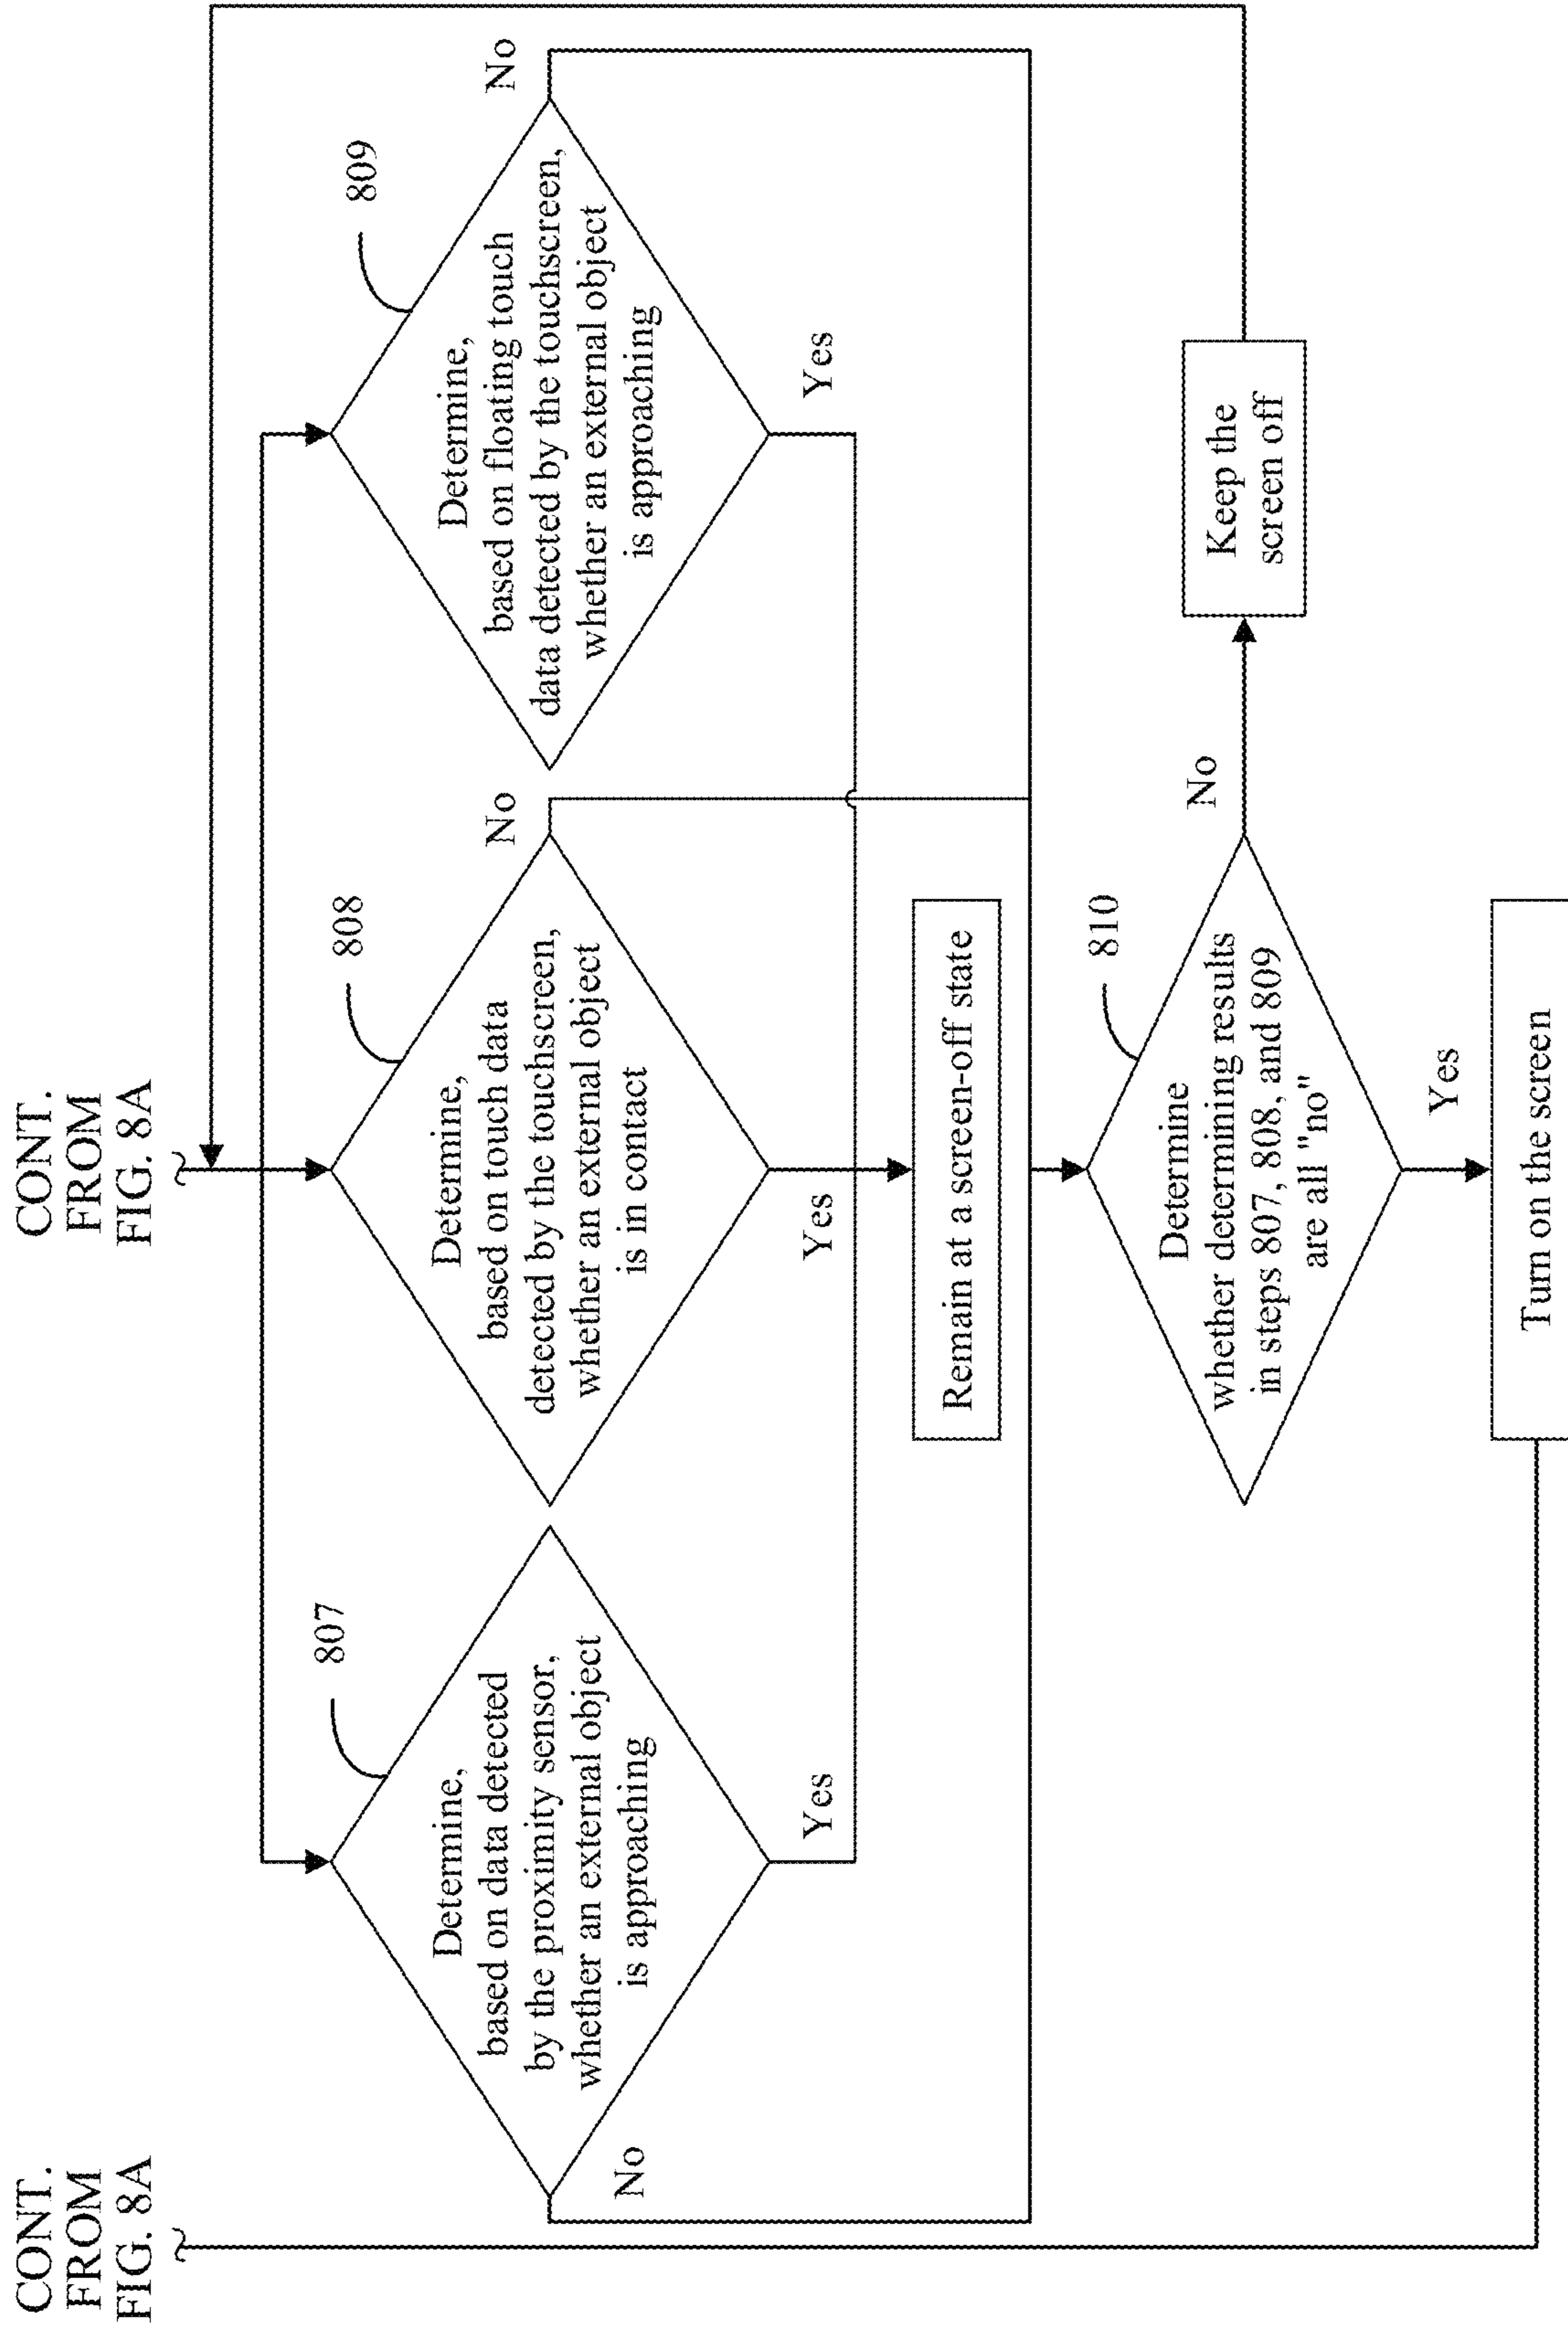 CONT.
FROM
FIG. 8A
CONT.
FROM
FIG. 8A
807
Determine,
based on data detected
by the proximity sensor,
whether an external object
is approaching
No
Yes
808
Determine,
based on touch data
detected by the touchscreen,
whether an external object
is in contact
No
Yes
809
Determine,
based on floating touch
data detected by the touchscreen,
whether an external object
is approaching
No
Yes
Remain at a screen-off state
810
Determine
whether determining results
in steps 807, 808, and 809
are all "no"
No
Keep the
screen off
Yes
Turn on the screen